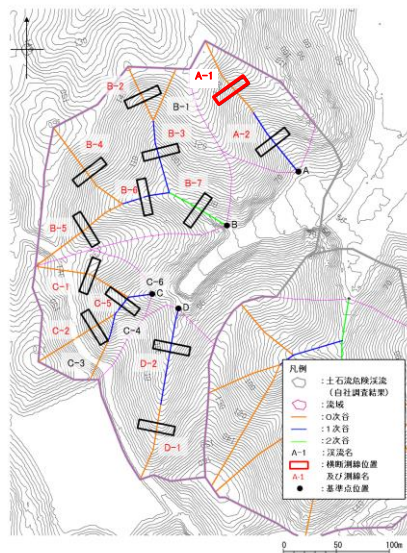 A-1
B-2
B-1
B-4
B-3
A-2
B-6
B-7
A
B
B-5
C-1
C-6
C
C-5
D
C-2
C-4
D-2
C-3
D-1
凡例
：土石流危険渓流
（自社調査結果）
：流域
：0次谷
：1次谷
：2次谷
A-1 ：渓流名
：横断測線位置
A-1 及び測線名
：基準点位置
0 50 100m